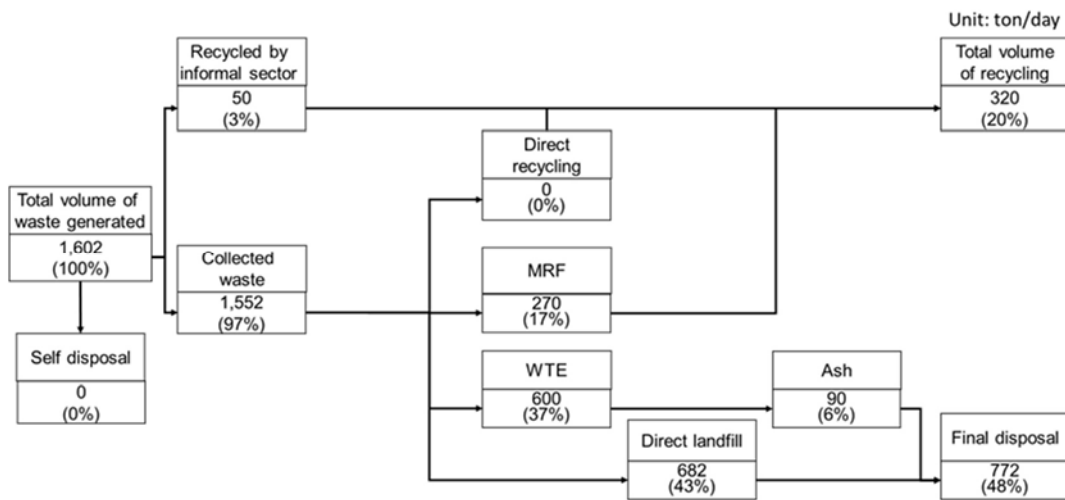 Unit: ton/day
Recycled by
informal sector
50
(3%)
Total volume
of recycling
320
(20%)
Direct
recycling
0
(0%)
Total volume of
waste generated
1,602
(100%)
Collected
waste
1,552
(97%)
MRF
270
(17%)
Self disposal
0
(0%)
WTE
600
(37%)
Ash
90
(6%)
Direct landfill
682
(43%)
Final disposal
772
(48%)